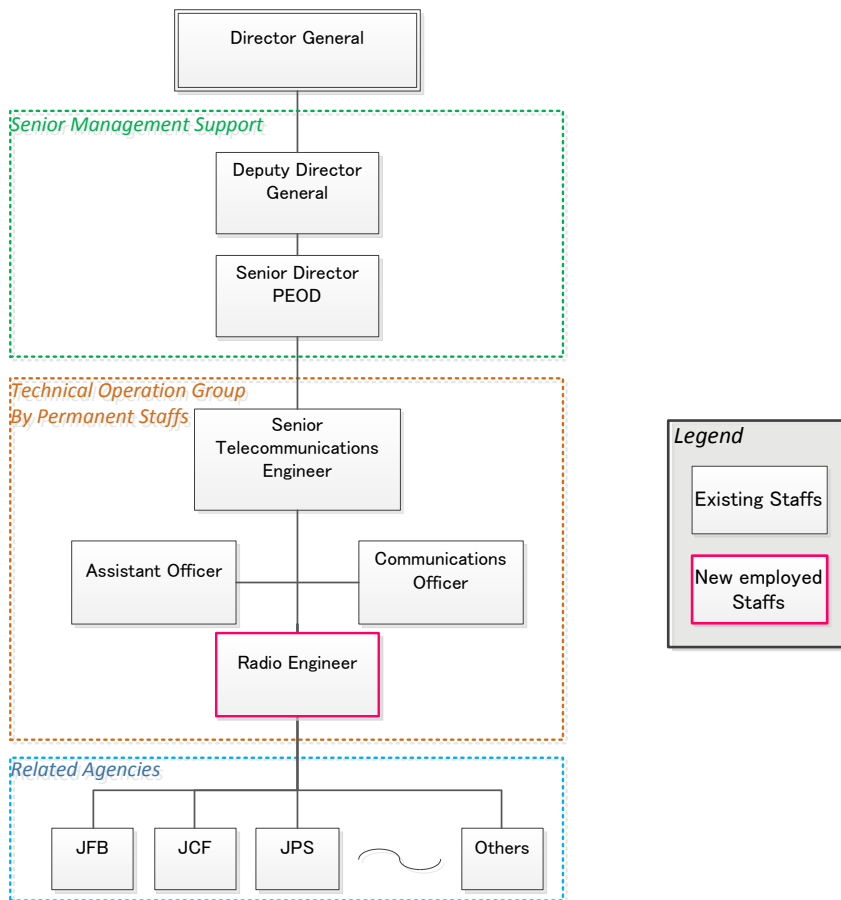 Director General
Senior Management Support
Deputy Director
General
Senior Director
PEOD
Technical Operation Group
By Permanent Staffs
Senior
Telecommunications
Engineer
Assistant Officer
Communications
Officer
Radio Engineer
Related Agencies
JFB
JCF
JPS
Others
Legend
Existing Staffs
New employed
Staffs